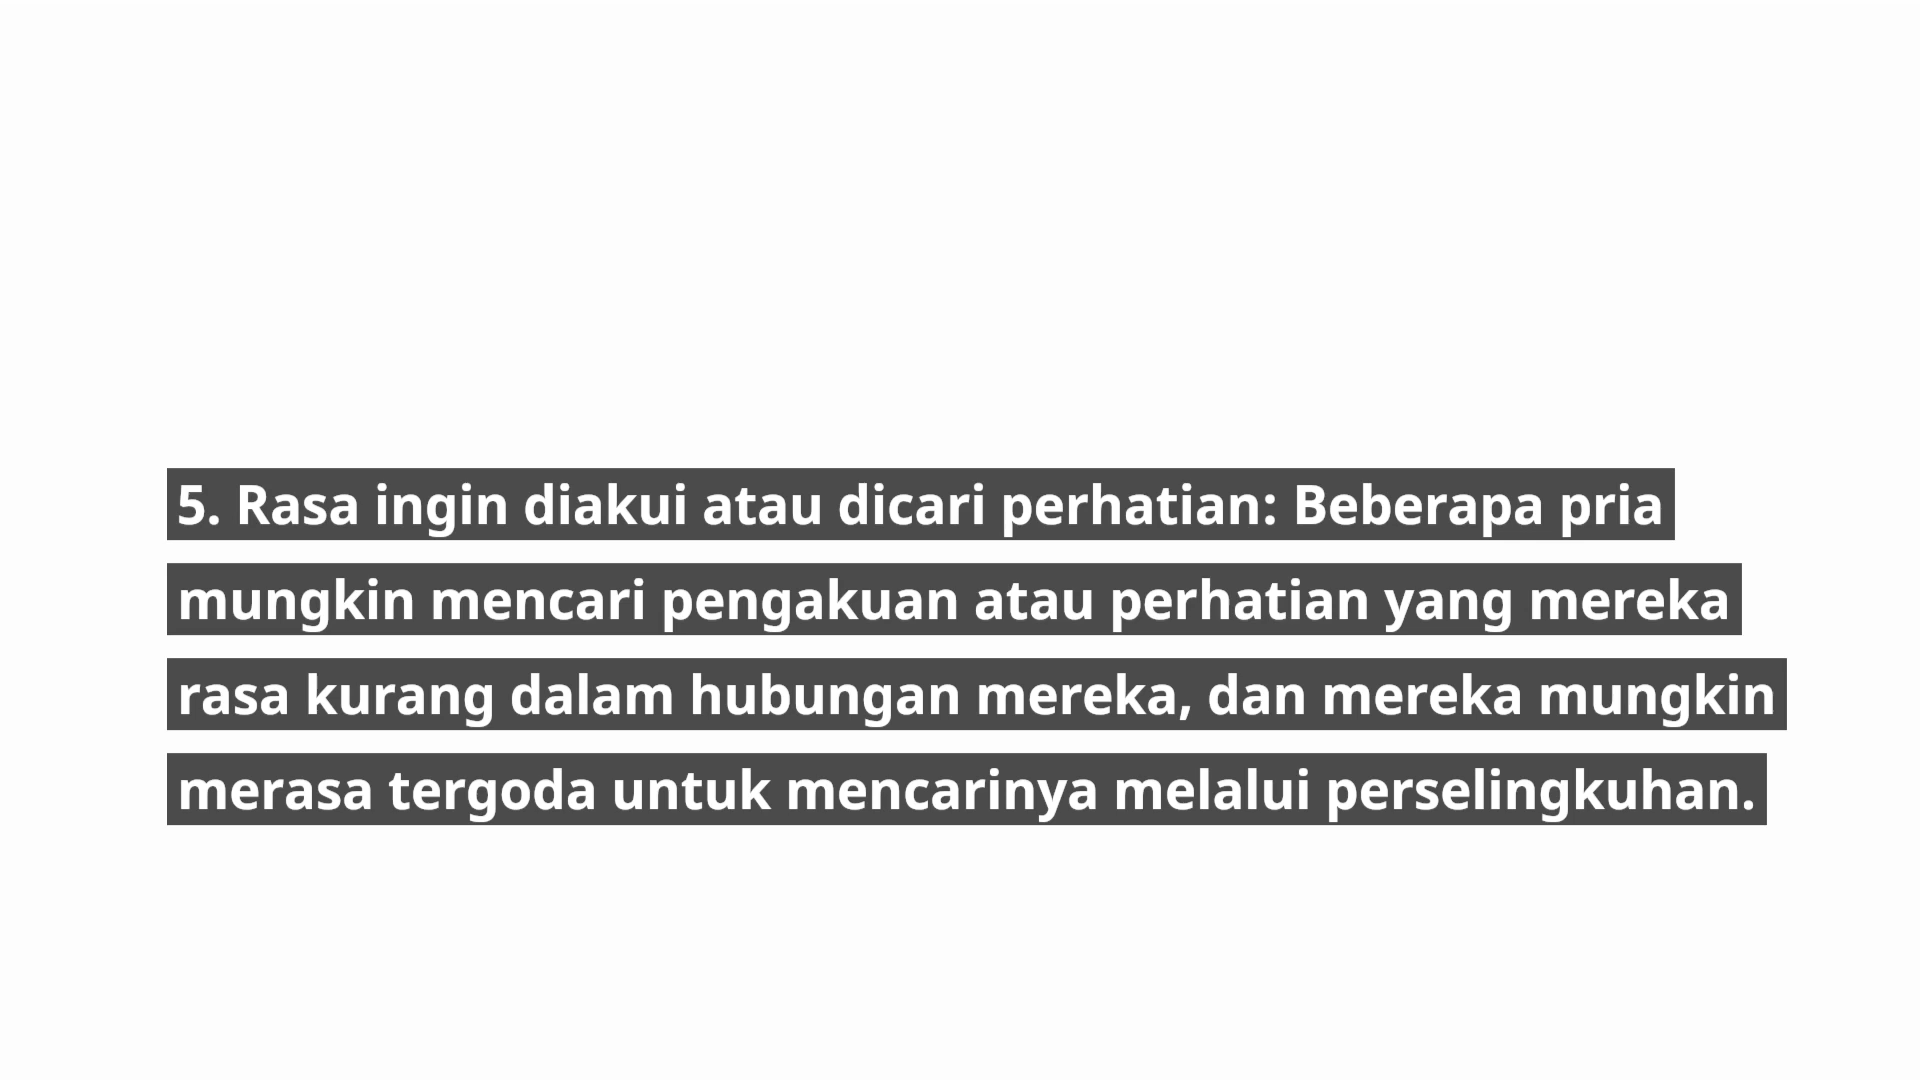 5. Rasa ingin diakui atau dicari perhatian: Beberapa pria
mungkin mencari pengakuan atau perhatian yang mereka
rasa kurang dalam hubungan mereka, dan mereka mungkin
merasa tergoda untuk mencarinya melalui perselingkuhan.